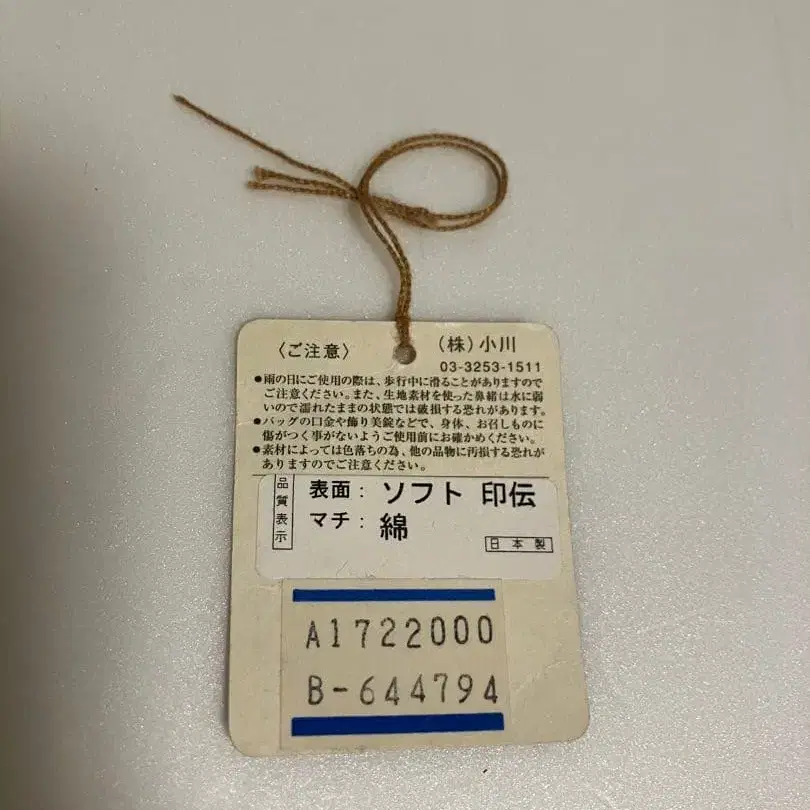 〈ご注意〉
(株)小川
03-3253-1511
●雨の日にご使用の際は、歩行中に滑ることがありますので
ご注意ください。また、生地素材を使った鼻緒は水に弱
いので濡れたままの状態では破損する恐れがあります。
●バッグの口金や飾り美錠などで、身体、お召しものに
傷がつく事がないようご使用前にお確かめください。
●素材によっては色落ちの為、他の品物に汚損する恐れが
ありますのでご注意ください。
品質表示
表面: ソフト 印伝
マチ: 綿
日本製
A1722000
B-644794